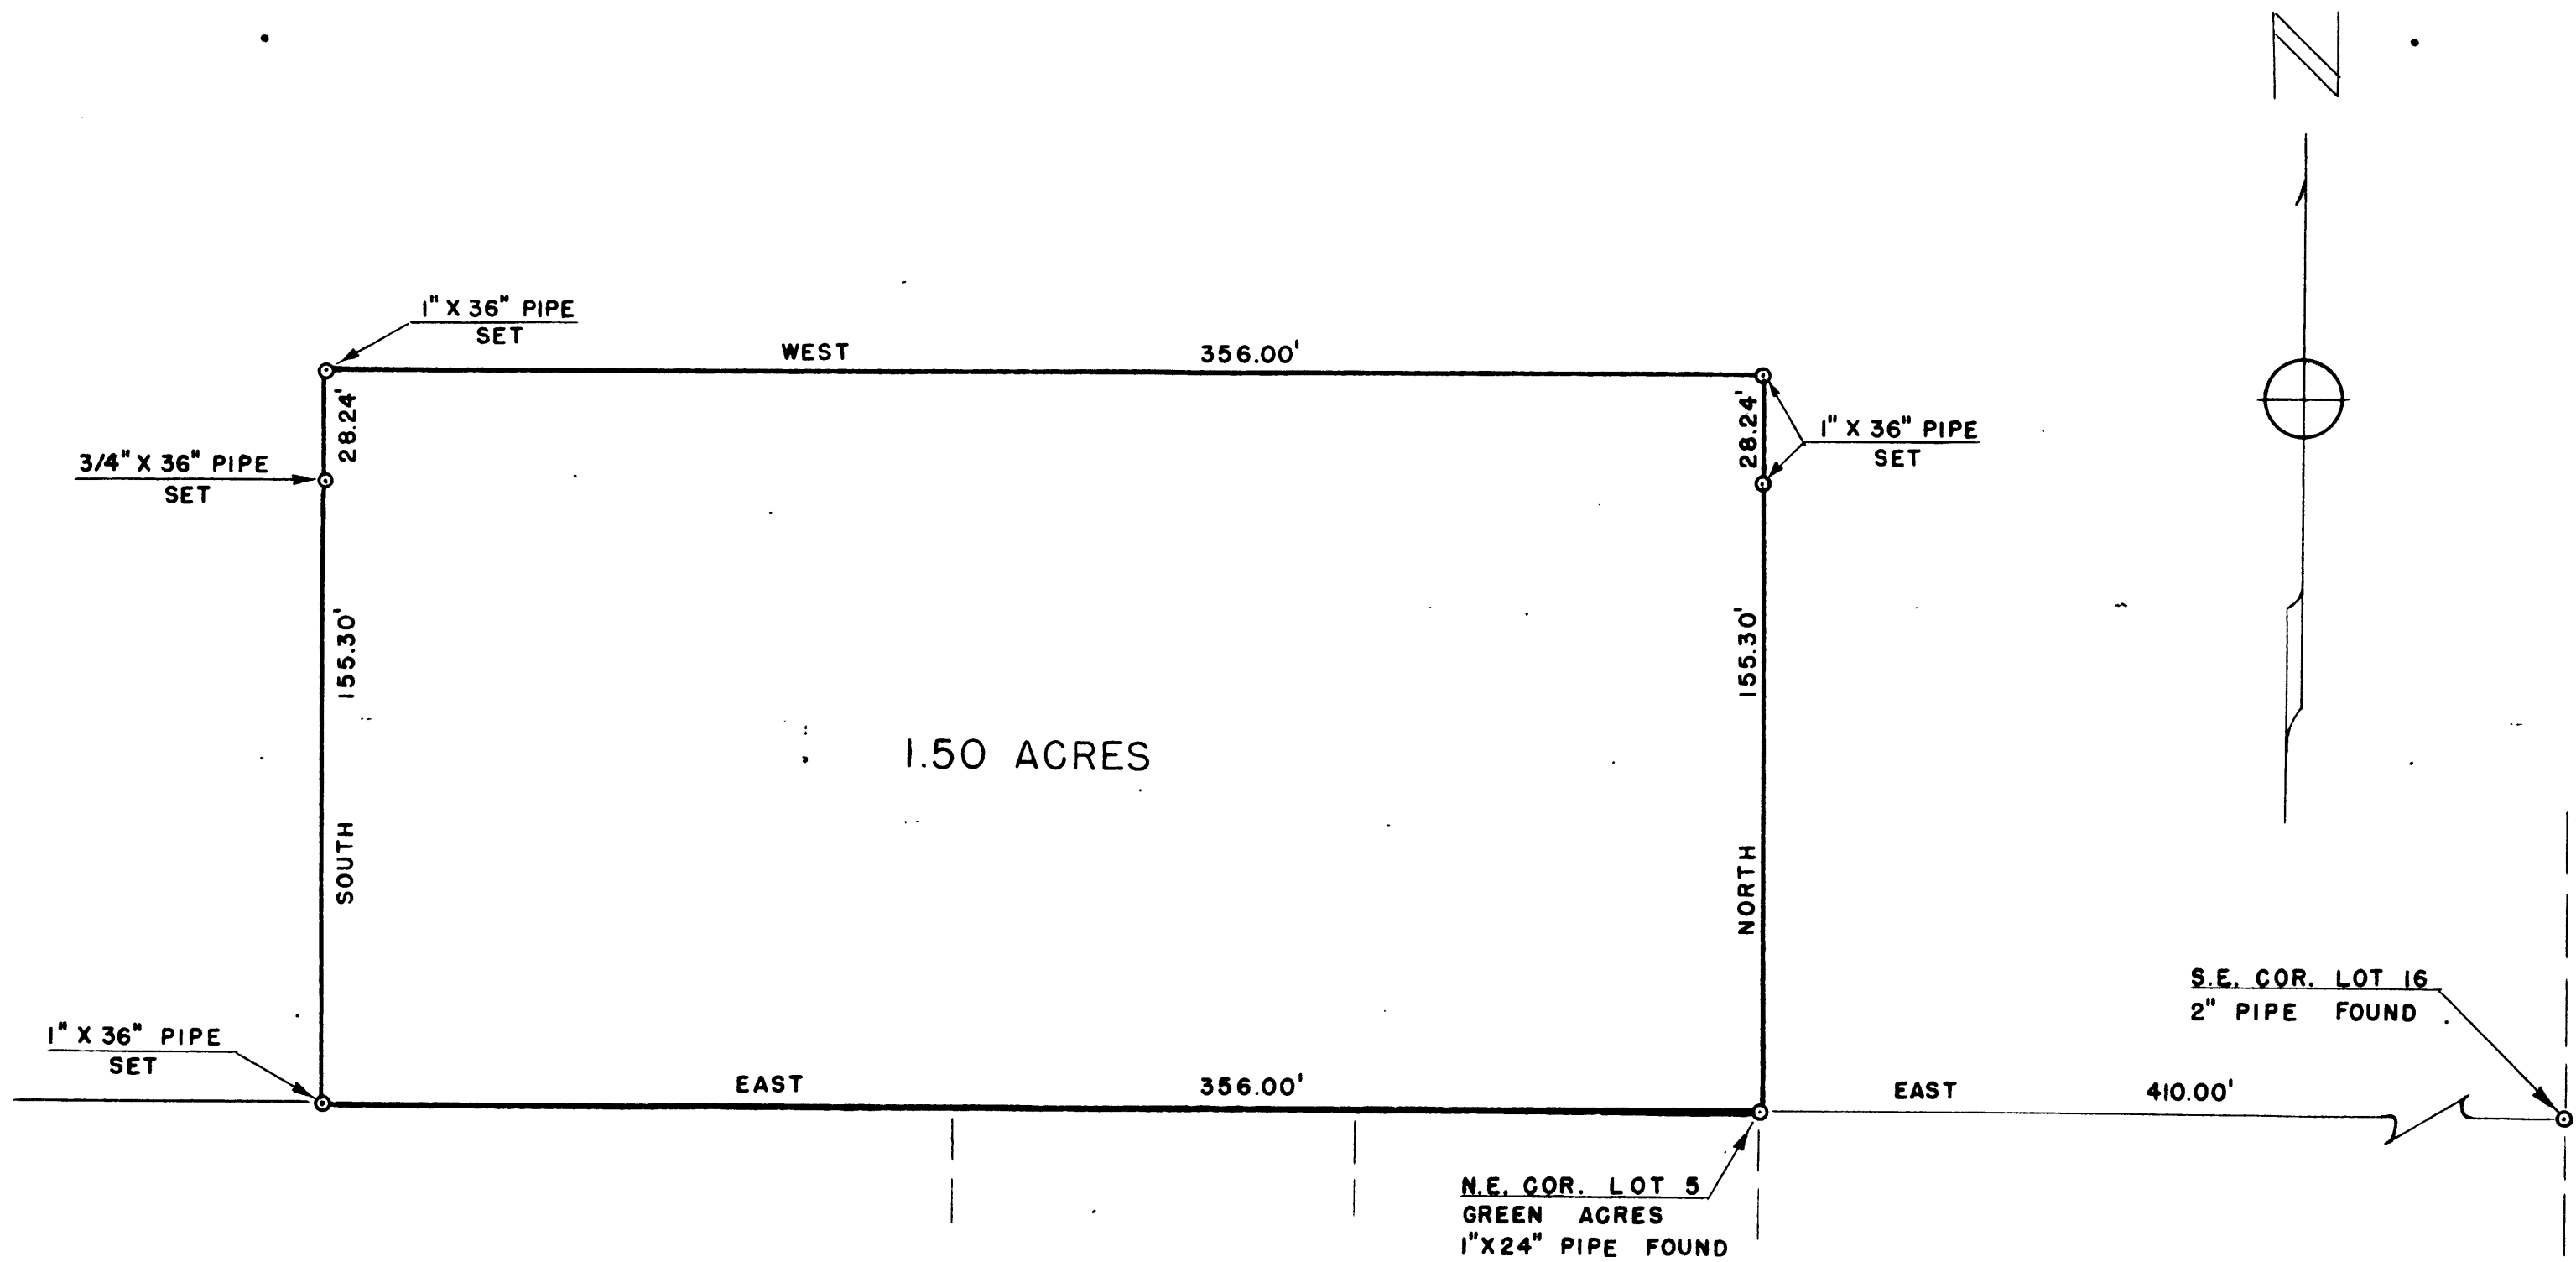 N
1" X 36" PIPE
SET
WEST 356.00'
28.24'
28.24'
1" X 36" PIPE
SET
3/4" X 36" PIPE
SET
155.30'
155.30'
1.50 ACRES
SOUTH
NORTH
S.E. COR. LOT 16
2" PIPE FOUND
1" X 36" PIPE
SET
EAST 356.00'
EAST 410.00'
N.E. COR. LOT 5
GREEN ACRES
1"X24" PIPE FOUND